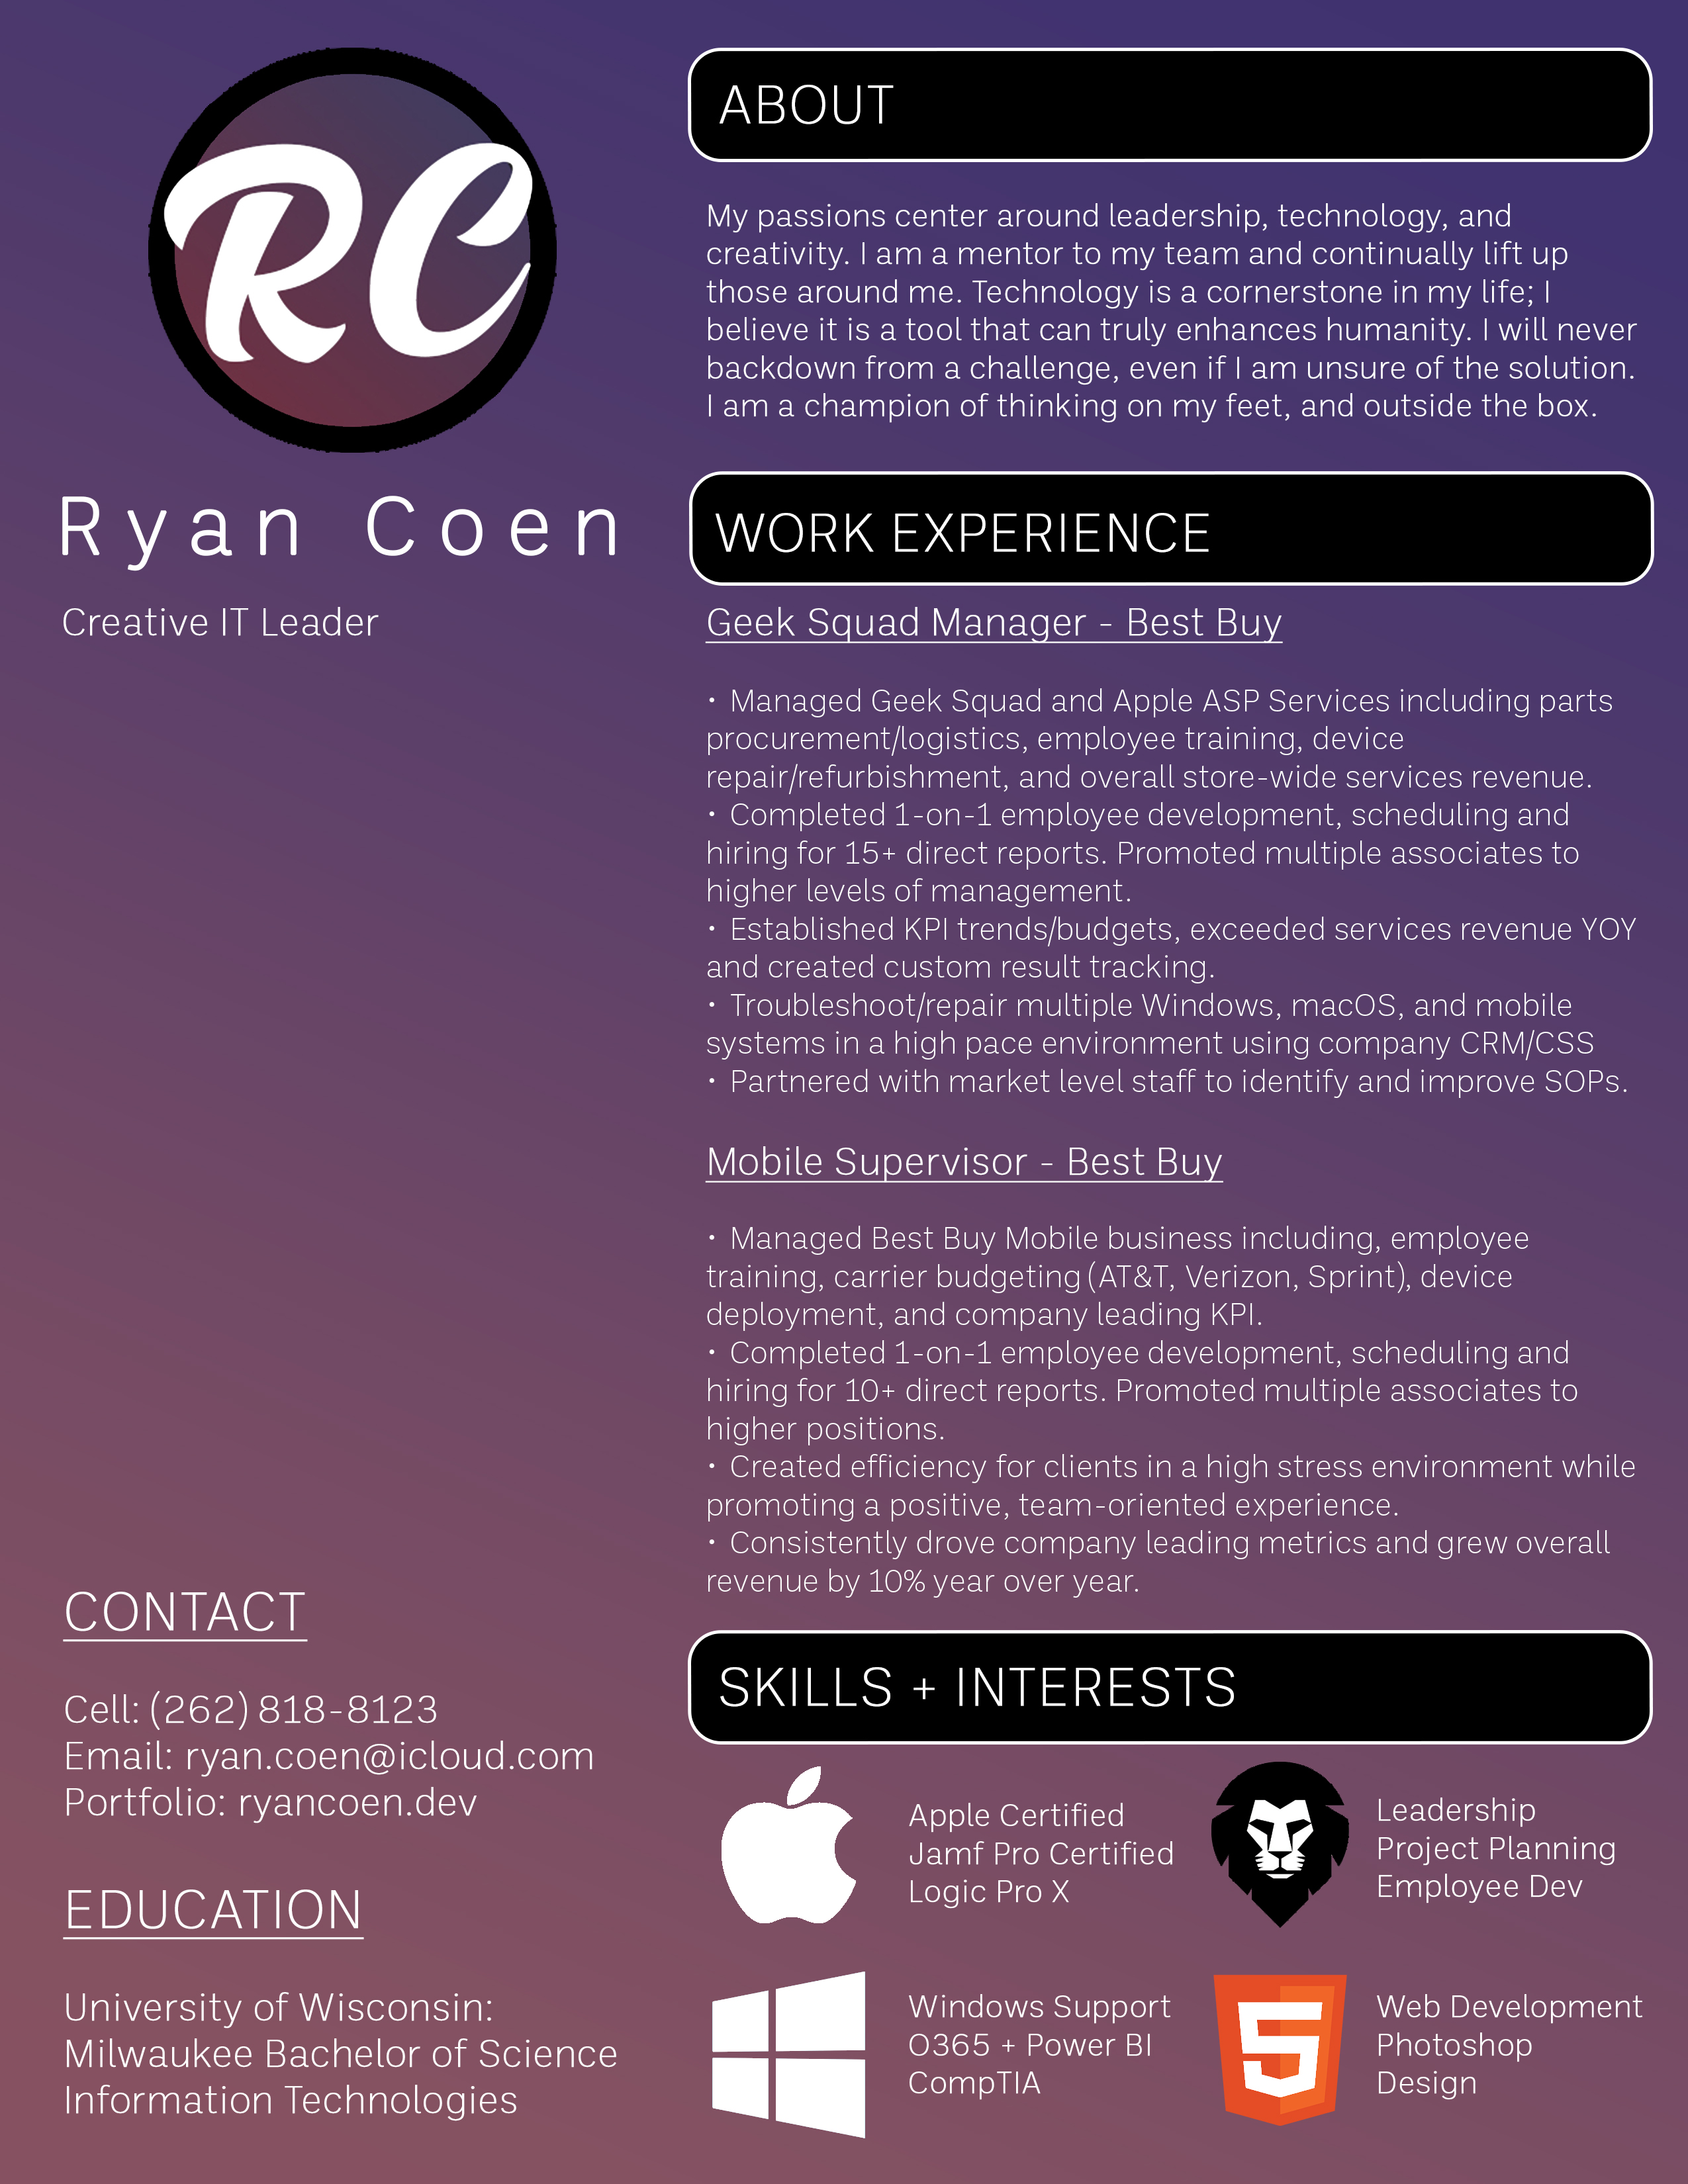 RC
Ryan Coen
Creative IT Leader
CONTACT
Cell: (262) 818-8123
Email: ryan.coen@icloud.com
Portfolio: ryancoen.dev
EDUCATION
University of Wisconsin:
Milwaukee Bachelor of Science
Information Technologies
ABOUT
My passions center around leadership, technology, and
creativity. I am a mentor to my team and continually lift up
those around me. Technology is a cornerstone in my life; I
believe it is a tool that can truly enhances humanity. I will never
backdown from a challenge, even if I am unsure of the solution.
I am a champion of thinking on my feet, and outside the box.
WORK EXPERIENCE
Geek Squad Manager - Best Buy
• Managed Geek Squad and Apple ASP Services including parts
procurement/logistics, employee training, device
repair/refurbishment, and overall store-wide services revenue.
• Completed 1-on-1 employee development, scheduling and
hiring for 15+ direct reports. Promoted multiple associates to
higher levels of management.
• Established KPI trends/budgets, exceeded services revenue YOY
and created custom result tracking.
• Troubleshoot/repair multiple Windows, macOS, and mobile
systems in a high pace environment using company CRM/CSS
• Partnered with market level staff to identify and improve SOPs.
Mobile Supervisor - Best Buy
• Managed Best Buy Mobile business including, employee
training, carrier budgeting (AT&T, Verizon, Sprint), device
deployment, and company leading KPI.
• Completed 1-on-1 employee development, scheduling and
hiring for 10+ direct reports. Promoted multiple associates to
higher positions.
• Created efficiency for clients in a high stress environment while
promoting a positive, team-oriented experience.
• Consistently drove company leading metrics and grew overall
revenue by 10% year over year.
SKILLS + INTERESTS
Apple Certified
Jamf Pro Certified
Logic Pro X
Leadership
Project Planning
Employee Dev
Windows Support
O365 + Power BI
CompTIA
5
Web Development
Photoshop
Design